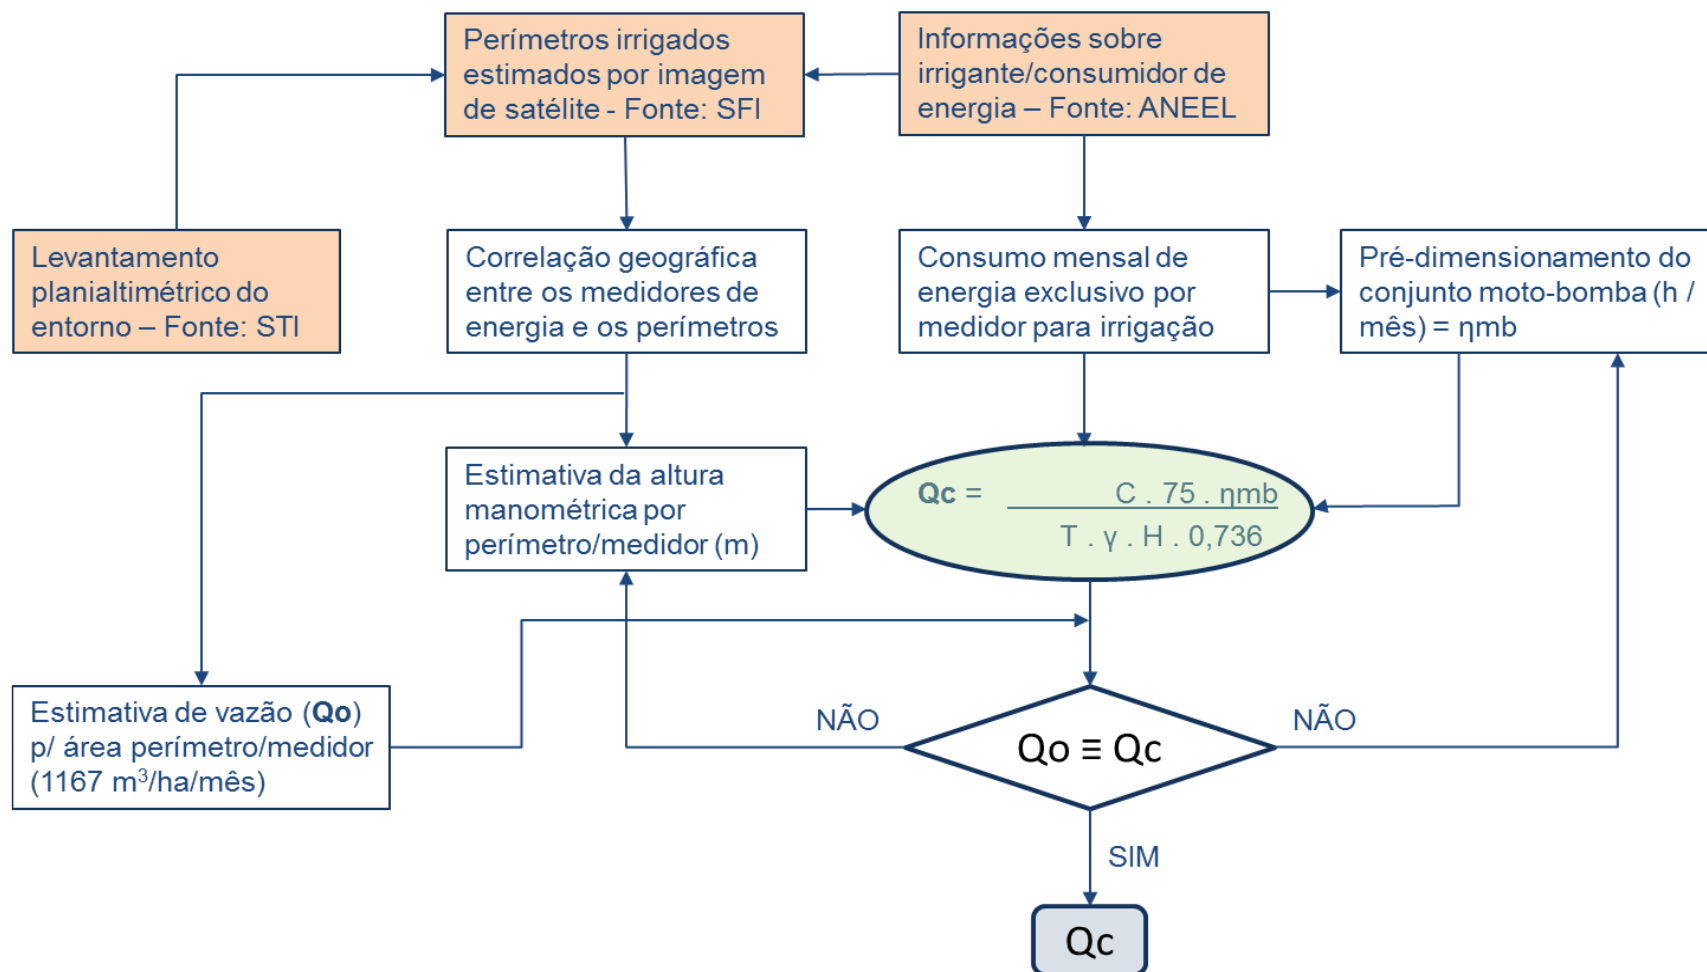 Perímetros irrigados
estimados por imagem
de satélite - Fonte: SFI
Informações sobre
irrigante/consumidor de
energia – Fonte: ANEEL
Levantamento
planialtimétrico do
entorno – Fonte: STI
Correlação geográfica
entre os medidores de
energia e os perímetros
Consumo mensal de
energia exclusivo por
medidor para irrigação
Pré-dimensionamento do
conjunto moto-bomba (h /
mês) = ηmb
Estimativa da altura
manométrica por
perímetro/medidor (m)
Qc = C . 75 . ηmb
T . γ . H . 0,736
Estimativa de vazão (Qo)
p/ área perímetro/medidor
(1167 m³/ha/mês)
NÃO
Qo ≡ Qc
NÃO
SIM
Qc